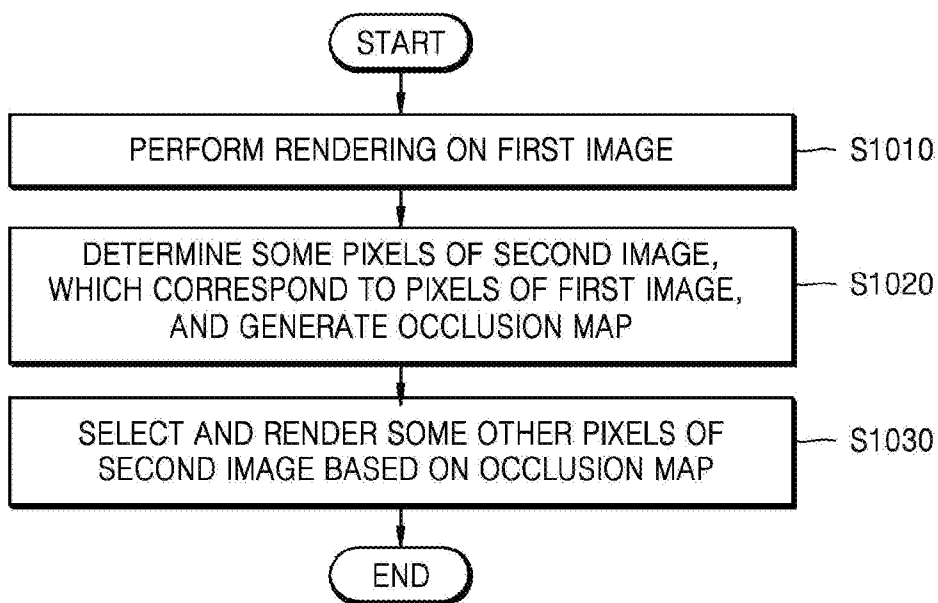 START
PERFORM RENDERING ON FIRST IMAGE
S1010
DETERMINE SOME PIXELS OF SECOND IMAGE,
WHICH CORRESPOND TO PIXELS OF FIRST IMAGE,
AND GENERATE OCCLUSION MAP
S1020
SELECT AND RENDER SOME OTHER PIXELS OF
SECOND IMAGE BASED ON OCCLUSION MAP
S1030
END